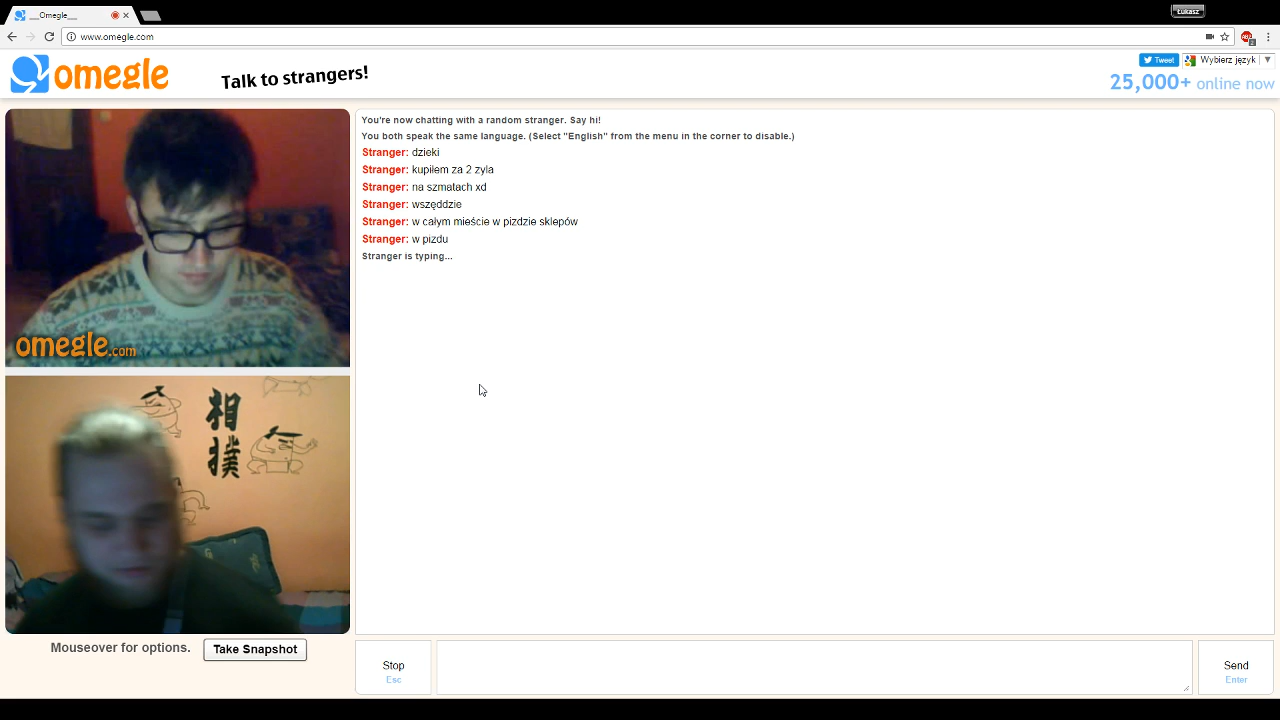 __Omegle__
Łukasz
www.omegle.com
omegle
Talk to strangers!
Tweet
Wybierz język
25,000+ online now
You're now chatting with a random stranger. Say hi!
You both speak the same language. (Select "English" from the menu in the corner to disable.)
Stranger: dzieki
Stranger: kupiłem za 2 zyla
Stranger: na szmatach xd
Stranger: wszęddzie
Stranger: w całym mieście w pizdzie sklepów
Stranger: w pizdu
Stranger is typing...
omegle.com
相撲
Mouseover for options.
Take Snapshot
Stop
Esc
Send
Enter